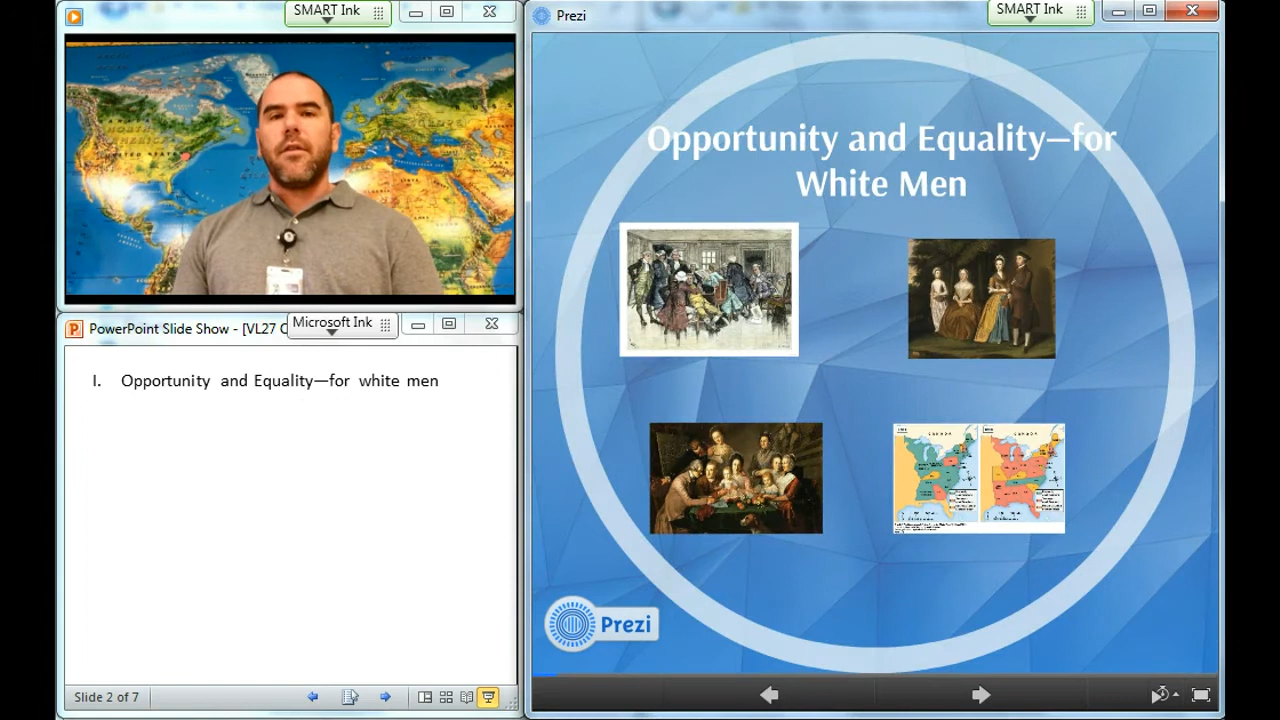 SMART Ink
Prezi
SMART Ink
Opportunity and Equality—for
White Men
PowerPoint Slide Show - [VL27 C
Microsoft Ink
I. Opportunity and Equality—for white men
Slide 2 of 7
Prezi